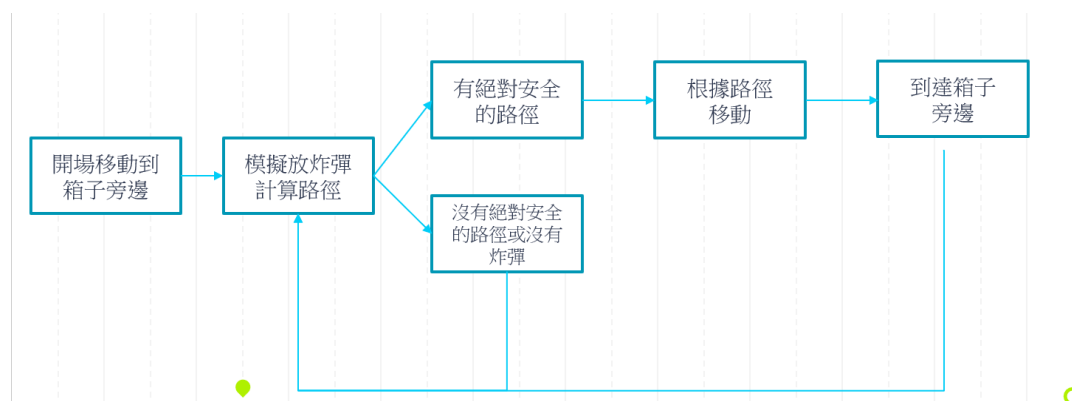 開場移動到
箱子旁邊
模擬放炸彈
計算路徑
有絕對安全
的路徑
根據路徑
移動
到達箱子
旁邊
沒有絕對安全
的路徑或沒有
炸彈